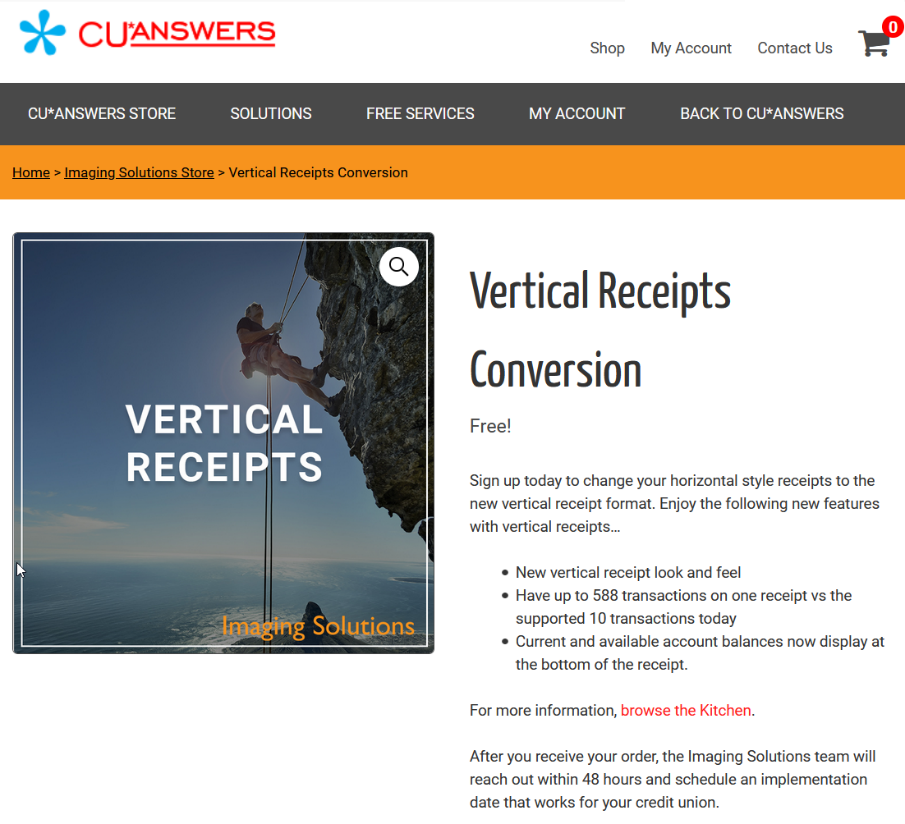 CU*ANSWERS
0
Shop My Account Contact Us
CU*ANSWERS STORE SOLUTIONS FREE SERVICES MY ACCOUNT BACK TO CU*ANSWERS
Home > Imaging Solutions Store > Vertical Receipts Conversion
VERTICAL
RECEIPTS
Imaging Solutions
Vertical Receipts
Conversion
Free!
Sign up today to change your horizontal style receipts to the
new vertical receipt format. Enjoy the following new features
with vertical receipts…
• New vertical receipt look and feel
• Have up to 588 transactions on one receipt vs the
supported 10 transactions today
• Current and available account balances now display at
the bottom of the receipt.
For more information, browse the Kitchen.
After you receive your order, the Imaging Solutions team will
reach out within 48 hours and schedule an implementation
date that works for your credit union.